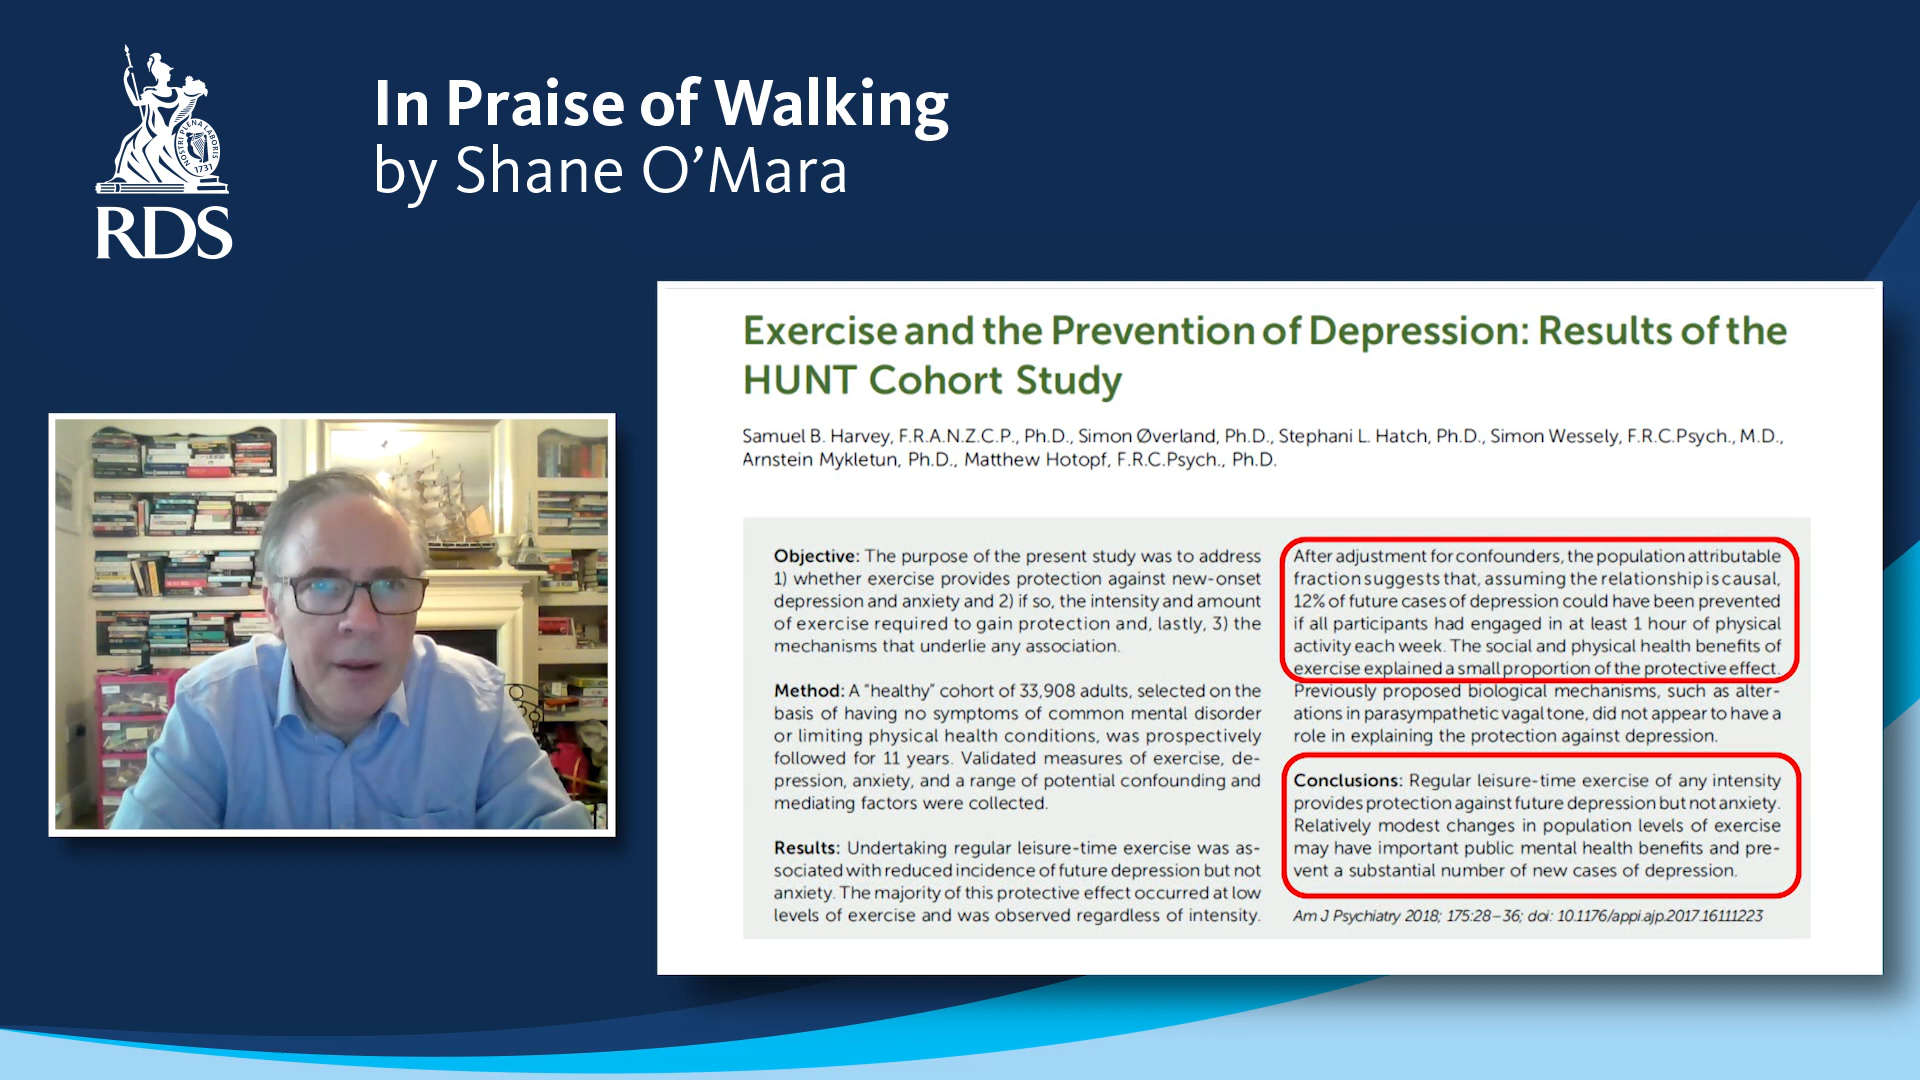 In Praise of Walking
by Shane O’Mara
NOSTRI PLENA LABORIS
1731
RDS
Exercise and the Prevention of Depression: Results of the
HUNT Cohort Study
Samuel B. Harvey, F.R.A.N.Z.C.P., Ph.D., Simon Øverland, Ph.D., Stephani L. Hatch, Ph.D., Simon Wessely, F.R.C.Psych., M.D.,
Arnstein Mykletun, Ph.D., Matthew Hotopf, F.R.C.Psych., Ph.D.
Objective: The purpose of the present study was to address
1) whether exercise provides protection against new-onset
depression and anxiety and 2) if so, the intensity and amount
of exercise required to gain protection and, lastly, 3) the
mechanisms that underlie any association.
Method: A “healthy” cohort of 33,908 adults, selected on the
basis of having no symptoms of common mental disorder
or limiting physical health conditions, was prospectively
followed for 11 years. Validated measures of exercise, de-
pression, anxiety, and a range of potential confounding and
mediating factors were collected.
Results: Undertaking regular leisure-time exercise was as-
sociated with reduced incidence of future depression but not
anxiety. The majority of this protective effect occurred at low
levels of exercise and was observed regardless of intensity.
After adjustment for confounders, the population attributable
fraction suggests that, assuming the relationship is causal,
12% of future cases of depression could have been prevented
if all participants had engaged in at least 1 hour of physical
activity each week. The social and physical health benefits of
exercise explained a small proportion of the protective effect.
Previously proposed biological mechanisms, such as alter-
ations in parasympathetic vagal tone, did not appear to have a
role in explaining the protection against depression.
Conclusions: Regular leisure-time exercise of any intensity
provides protection against future depression but not anxiety.
Relatively modest changes in population levels of exercise
may have important public mental health benefits and pre-
vent a substantial number of new cases of depression.
Am J Psychiatry 2018; 175:28–36; doi: 10.1176/appi.ajp.2017.16111223